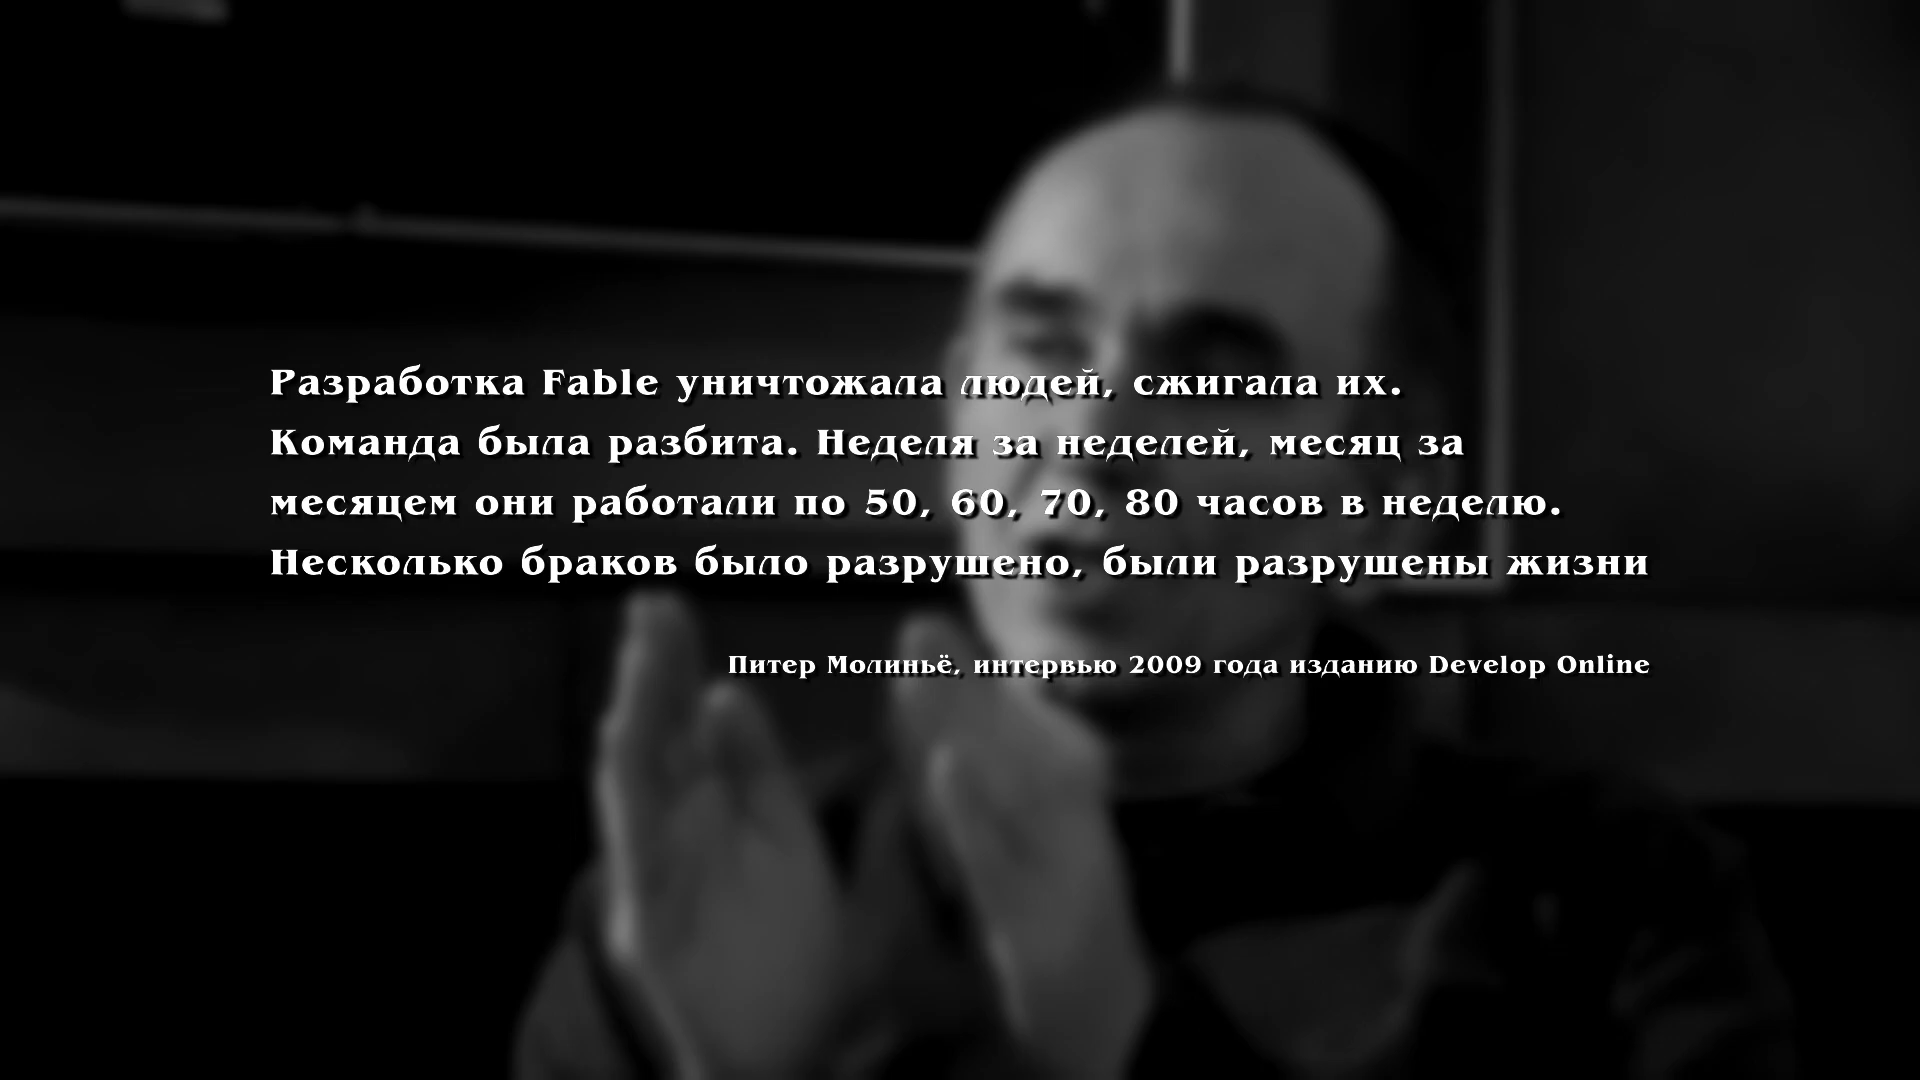 Разработка Fable уничтожала людей, сжигала их.
Команда была разбита. Неделя за неделей, месяц за
месяцем они работали по 50, 60, 70, 80 часов в неделю.
Несколько браков было разрушено, были разрушены жизни
Питер Молиньё, интервью 2009 года изданию Develop Online